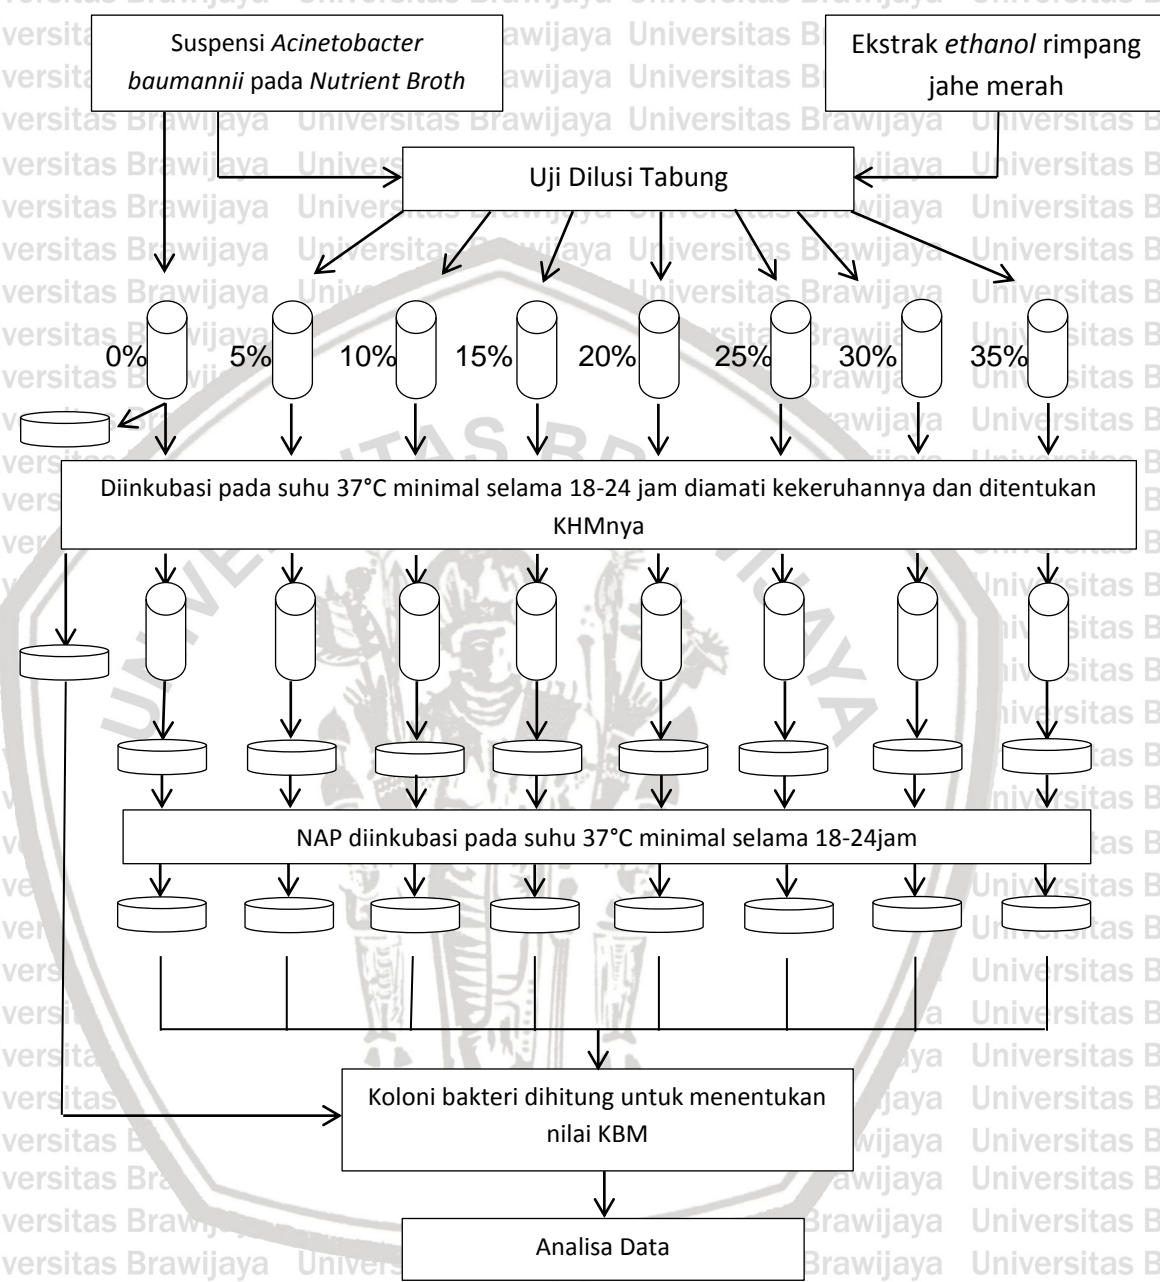 Suspensi Acinetobacter
baumannii pada Nutrient Broth
Ekstrak ethanol rimpang
jahe merah
Uji Dilusi Tabung
0% 5% 10% 15% 20% 25% 30% 35%
Diinkubasi pada suhu 37°C minimal selama 18-24 jam diamati kekeruhannya dan ditentukan
KHMnya
NAP diinkubasi pada suhu 37°C minimal selama 18-24jam
Koloni bakteri dihitung untuk menentukan
nilai KBM
Analisa Data
UNIVERSITAS BRAWIJAYA